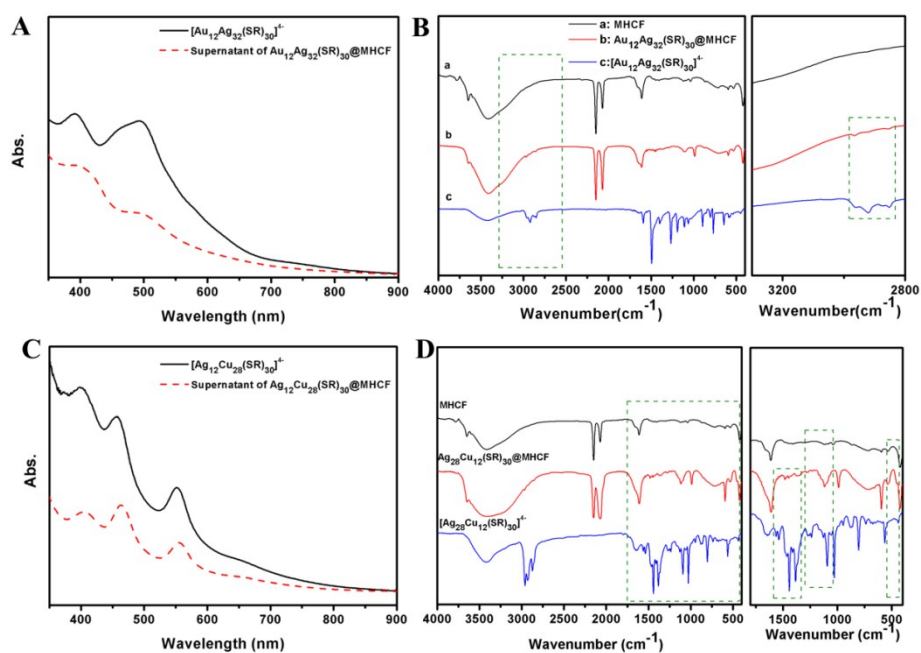 A
[Au12Ag32(SR)30]4-
Supernatant of Au12Ag32(SR)30@MHCF
Abs.
400 500 600 700 800 900
Wavelength (nm)
B
a: MHCF
b: Au12Ag32(SR)30@MHCF
c:[Au12Ag32(SR)30]4-
a
b
c
4000 3500 3000 2500 2000 1500 1000 500
Wavenumber(cm-1)
3200 2800
Wavenumber(cm-1)
C
[Ag12Cu28(SR)30]4-
Supernatant of Ag12Cu28(SR)30@MHCF
Abs.
400 500 600 700 800 900
Wavelength (nm)
D
MHCF
Ag28Cu12(SR)30@MHCF
[Ag28Cu12(SR)30]4-
4000 3500 3000 2500 2000 1500 1000 500
Wavenumber (cm-1)
1500 1000 500
Wavenumber (cm-1)